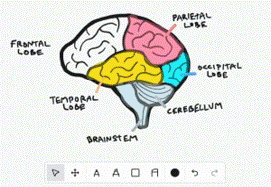 PARIETAL
LOBE
FRONTAL
LOBE
OCCIPITAL
LOBE
TEMPORAL
LOBE
CEREBELLUM
BRAINSTEM
A A A